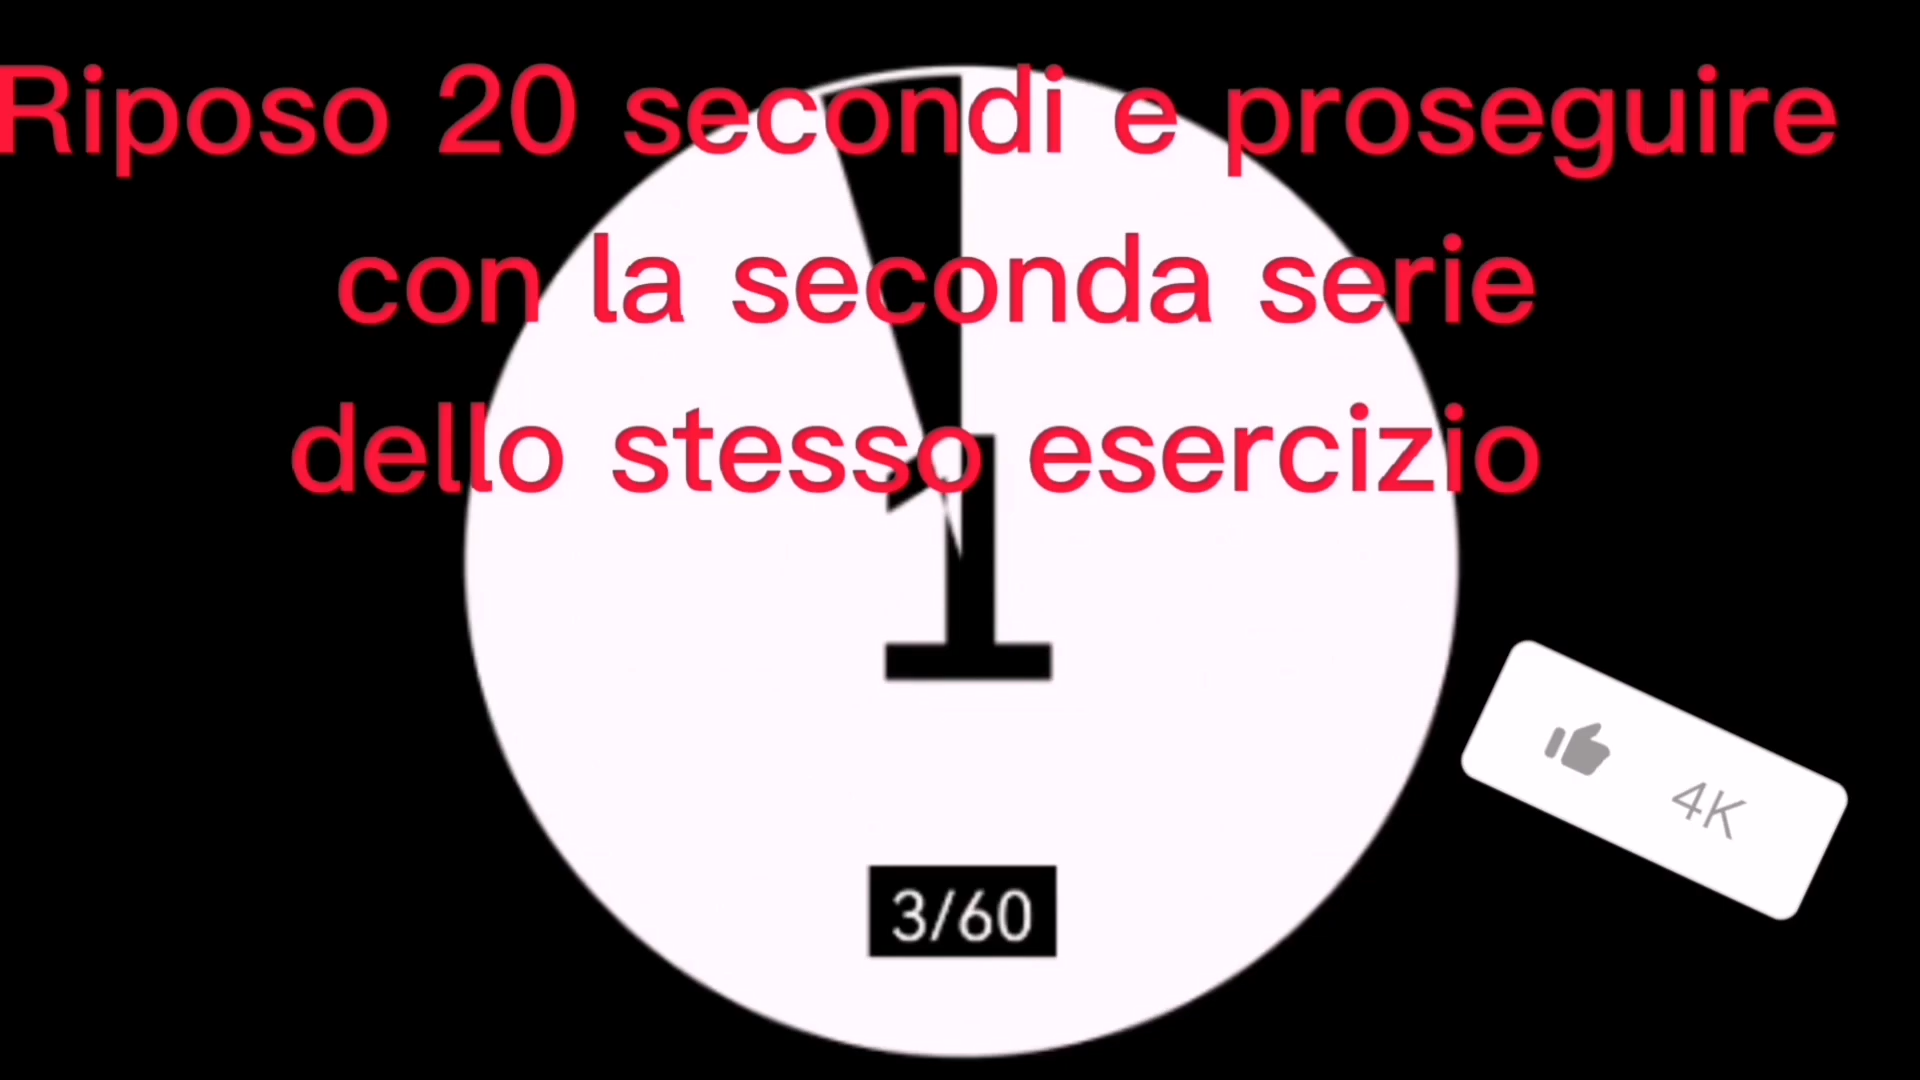 Riposo 20 secondi e proseguire
con la seconda serie
dello stesso esercizio
1
4K
3/60